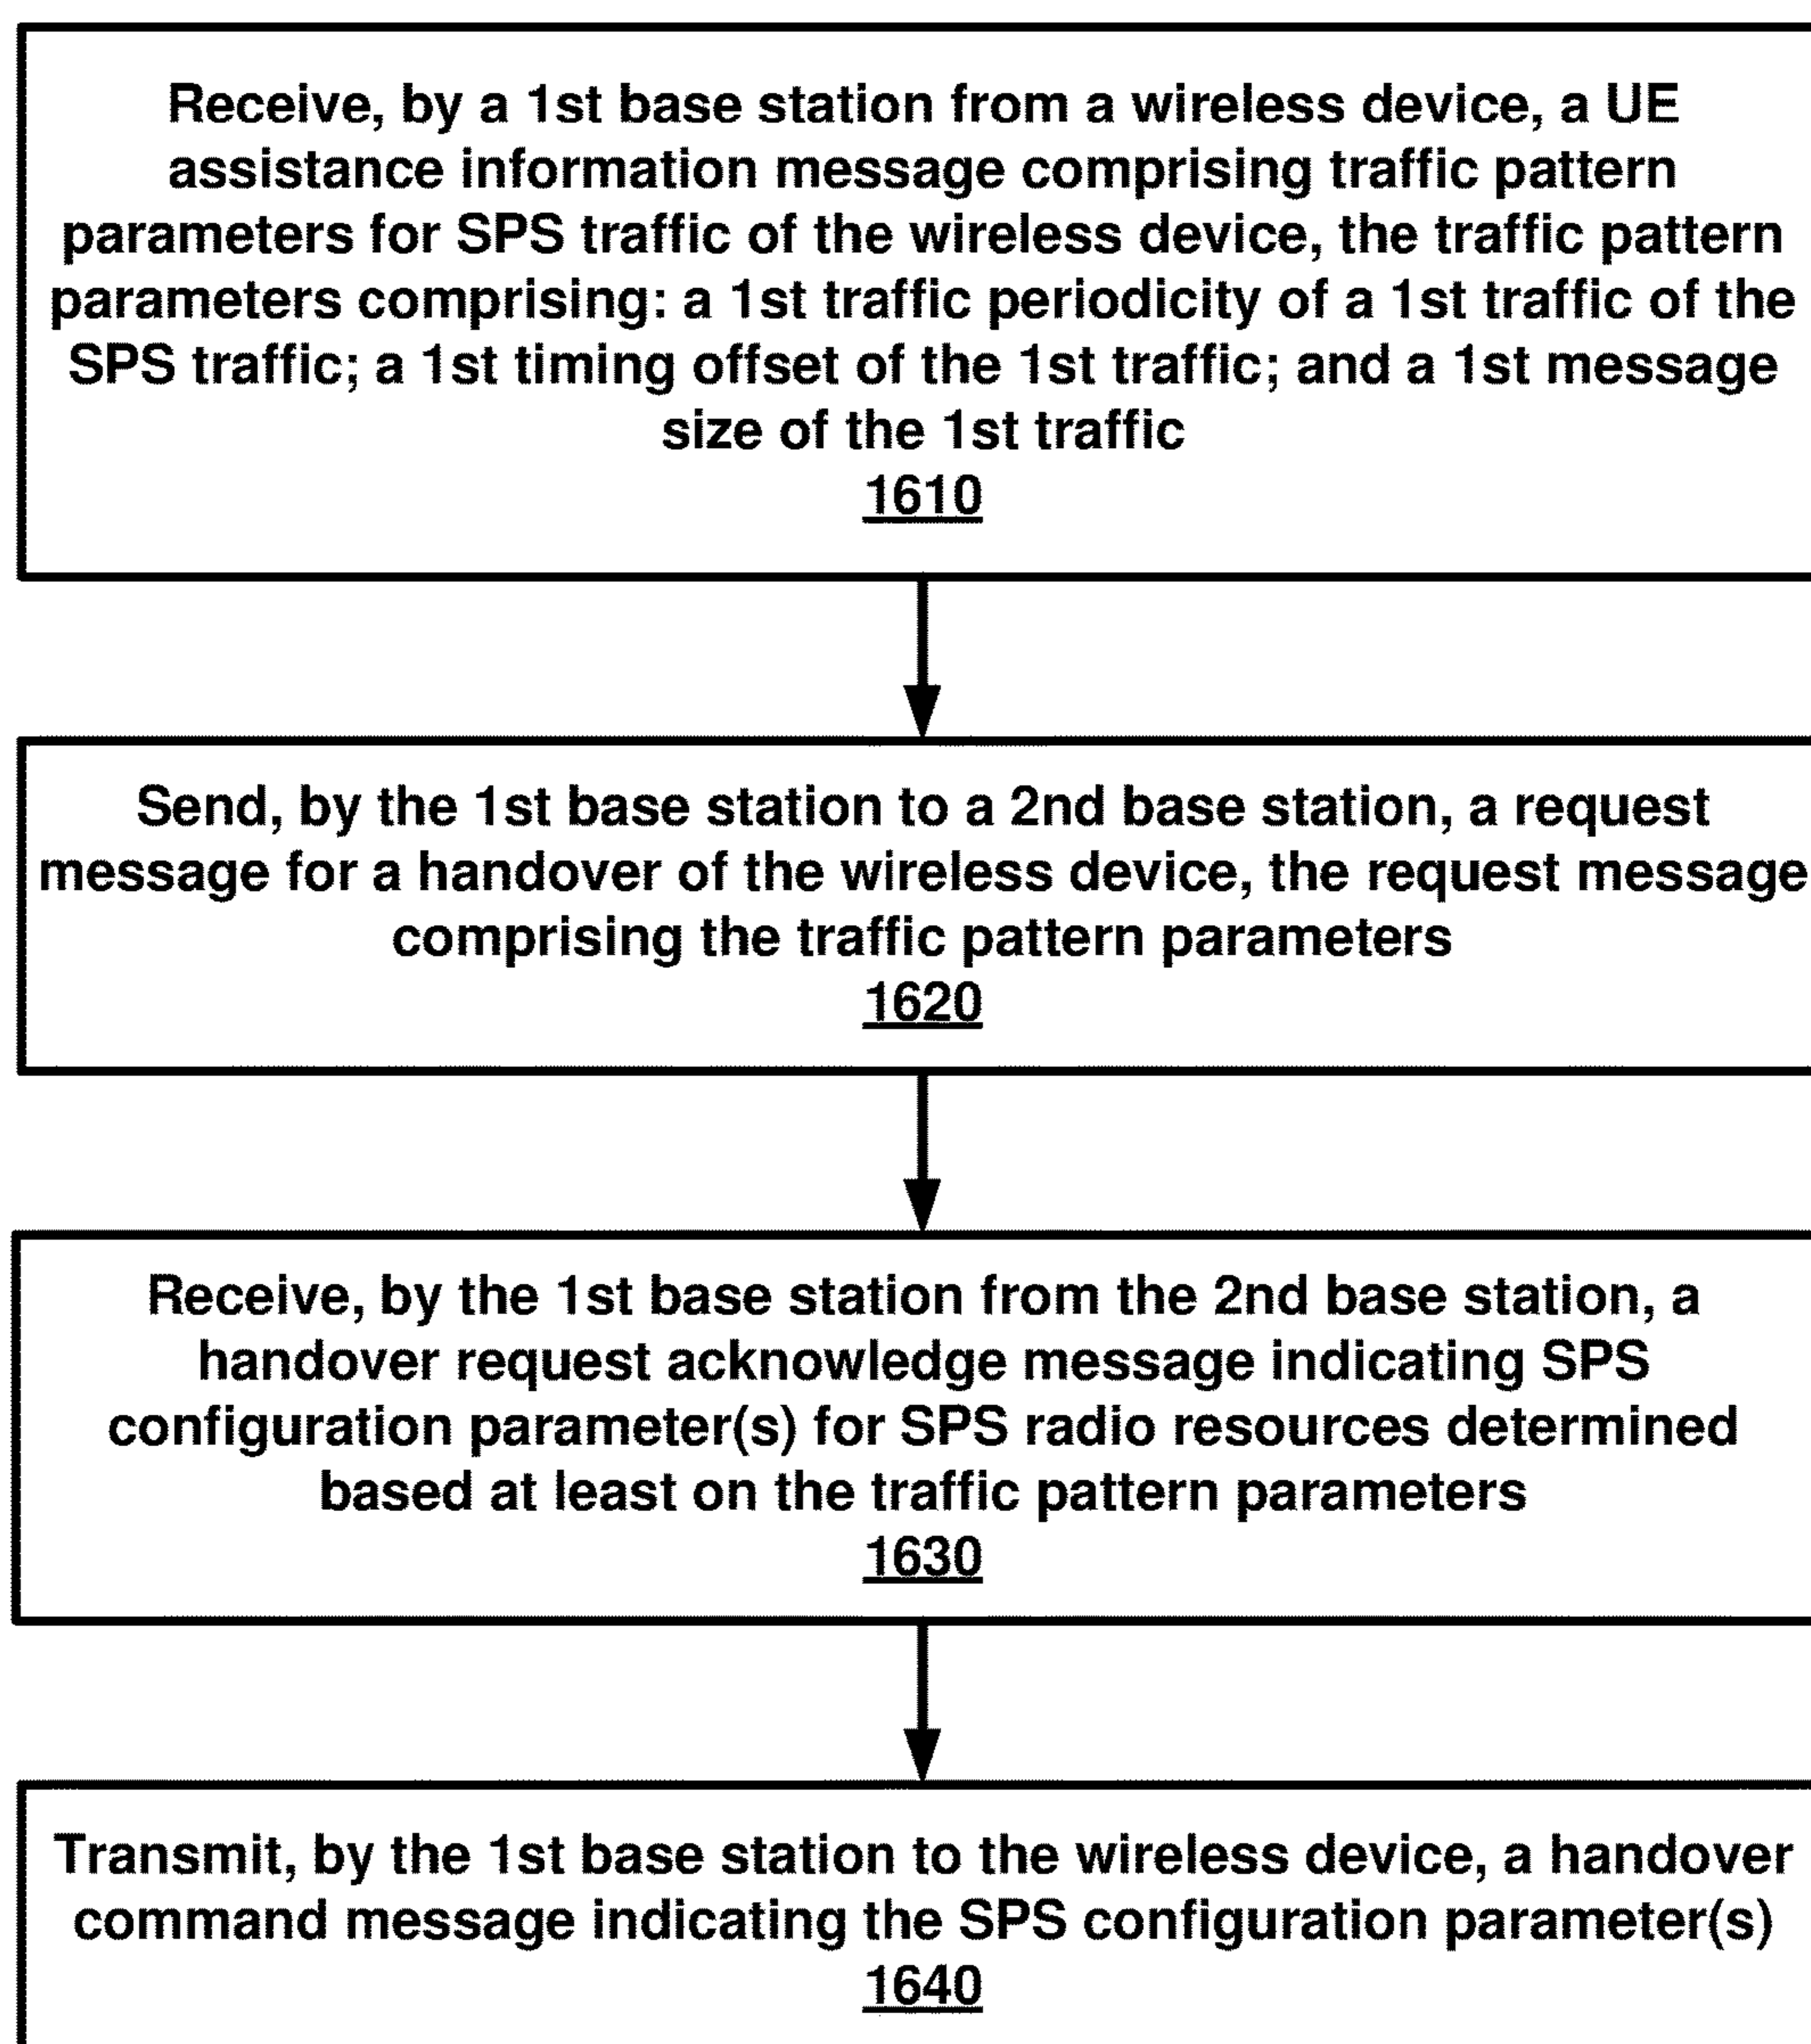 Receive, by a 1st base station from a wireless device, a UE
assistance information message comprising traffic pattern
parameters for SPS traffic of the wireless device, the traffic pattern
parameters comprising: a 1st traffic periodicity of a 1st traffic of the
SPS traffic; a 1st timing offset of the 1st traffic; and a 1st message
size of the 1st traffic
1610
Send, by the 1st base station to a 2nd base station, a request
message for a handover of the wireless device, the request message
comprising the traffic pattern parameters
1620
Receive, by the 1st base station from the 2nd base station, a
handover request acknowledge message indicating SPS
configuration parameter(s) for SPS radio resources determined
based at least on the traffic pattern parameters
1630
Transmit, by the 1st base station to the wireless device, a handover
command message indicating the SPS configuration parameter(s)
1640